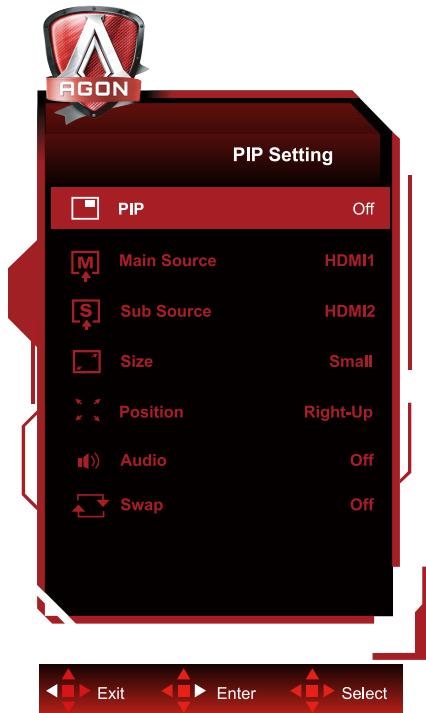 AGON
PIP Setting
PIP Off
M Main Source HDMI1
S Sub Source HDMI2
Size Small
Position Right-Up
Audio Off
Swap Off
Exit Enter Select